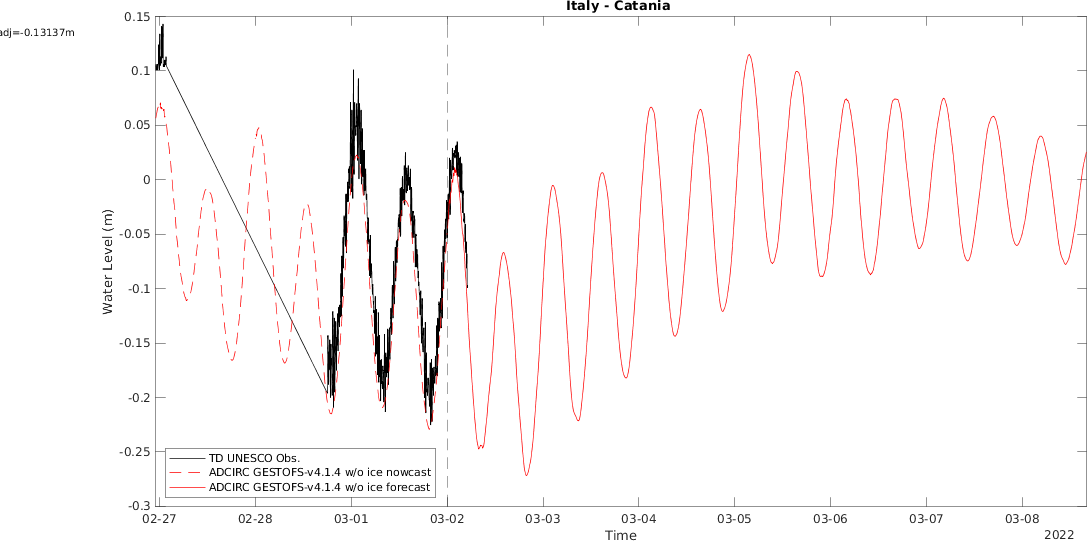 Italy - Catania
adj=-0.13137m
0.15
0.1
0.05
0
-0.05
-0.1
-0.15
-0.2
-0.25
-0.3
Water Level (m)
TD UNESCO Obs.
ADCIRC GESTOFS-v4.1.4 w/o ice nowcast
ADCIRC GESTOFS-v4.1.4 w/o ice forecast
02-27 02-28 03-01 03-02 03-03 03-04 03-05 03-06 03-07 03-08
Time
2022